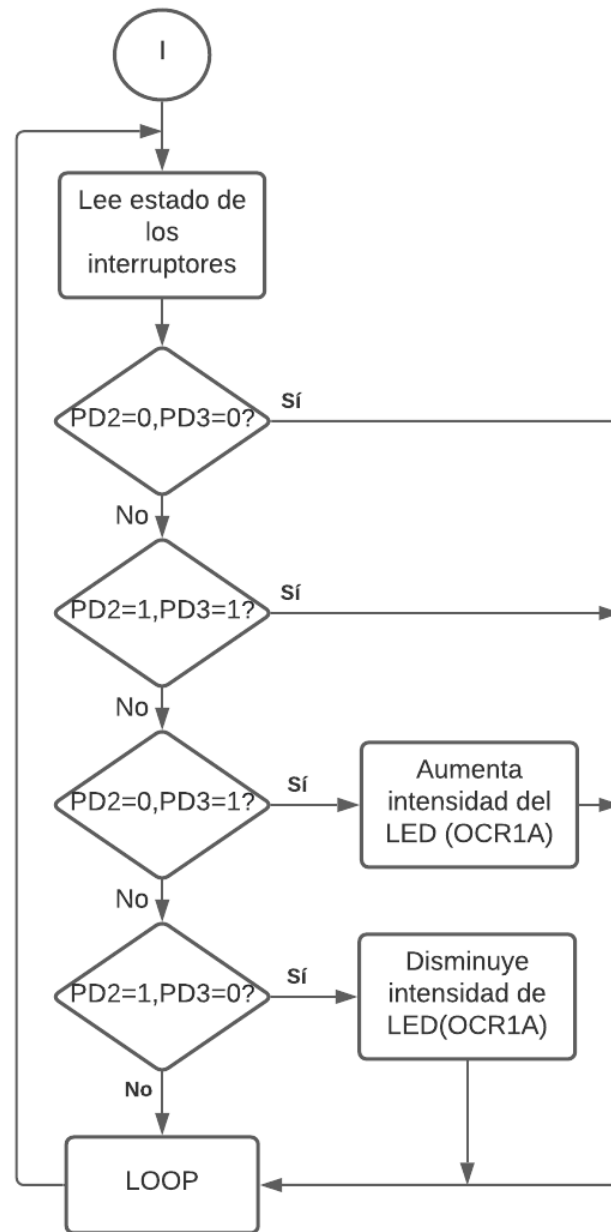 I
Lee estado de
los
interruptores
PD2=0,PD3=0?
Sí
No
PD2=1,PD3=1?
Sí
No
PD2=0,PD3=1?
Sí
Aumenta
intensidad del
LED (OCR1A)
No
PD2=1,PD3=0?
Sí
Disminuye
intensidad de
LED(OCR1A)
No
LOOP